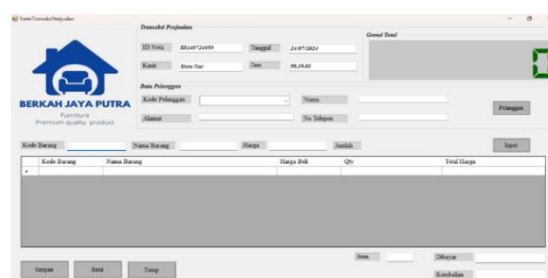 FormTransaksiPenjualan
Transaksi Penjualan
Grand Total
ID Nota
Tanggal 24/07/2024
Kasir
Jam
0
BERKAH JAYA PUTRA
Furniture
Premium quality product
Data Pelanggan
Kode Pelanggan Nama
Alamat No Telepon
Pelanggan
Kode Barang Nama Barang Harga Jumlah Input
Kode Barang Nama Barang Harga Beli Qty Total Harga
Item Dibayar
Simpan Batal Tutup Kembalian